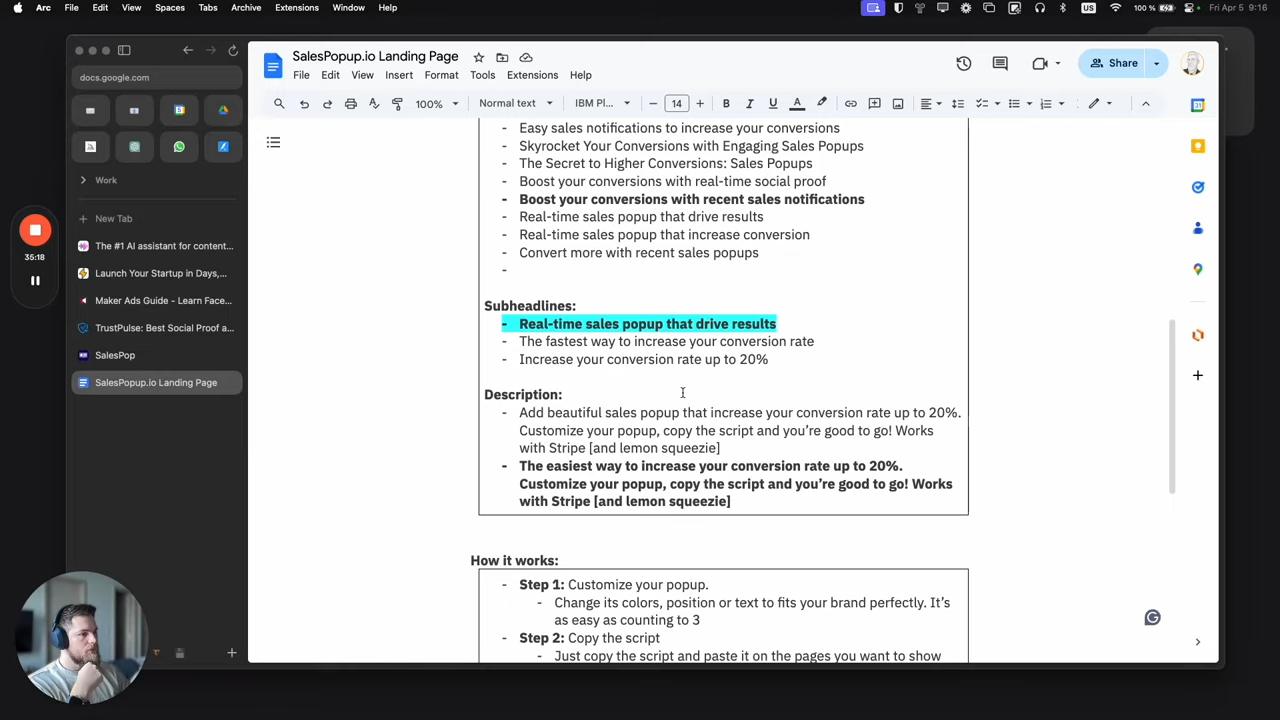 Arc File Edit View Spaces Tabs Archive Extensions Window Help US 100 % Fri Apr 5 9:16
docs.google.com
Work
New Tab
The #1 AI assistant for content...
Launch Your Startup in Days,...
Maker Ads Guide - Learn Face...
TrustPulse: Best Social Proof a...
SalesPop
SalesPopup.io Landing Page
35:18
SalesPopup.io Landing Page
File Edit View Insert Format Tools Extensions Help
Share
100% Normal text IBM Pl... 14
- Easy sales notifications to increase your conversions
- Skyrocket Your Conversions with Engaging Sales Popups
- The Secret to Higher Conversions: Sales Popups
- Boost your conversions with real-time social proof
- Boost your conversions with recent sales notifications
- Real-time sales popup that drive results
- Real-time sales popup that increase conversion
- Convert more with recent sales popups
-
Subheadlines:
- Real-time sales popup that drive results
- The fastest way to increase your conversion rate
- Increase your conversion rate up to 20%
Description:
- Add beautiful sales popup that increase your conversion rate up to 20%.
Customize your popup, copy the script and you're good to go! Works
with Stripe [and lemon squeezie]
- The easiest way to increase your conversion rate up to 20%.
Customize your popup, copy the script and you're good to go! Works
with Stripe [and lemon squeezie]
How it works:
- Step 1: Customize your popup.
- Change its colors, position or text to fits your brand perfectly. It's
as easy as counting to 3
- Step 2: Copy the script
- Just copy the script and paste it on the pages you want to show